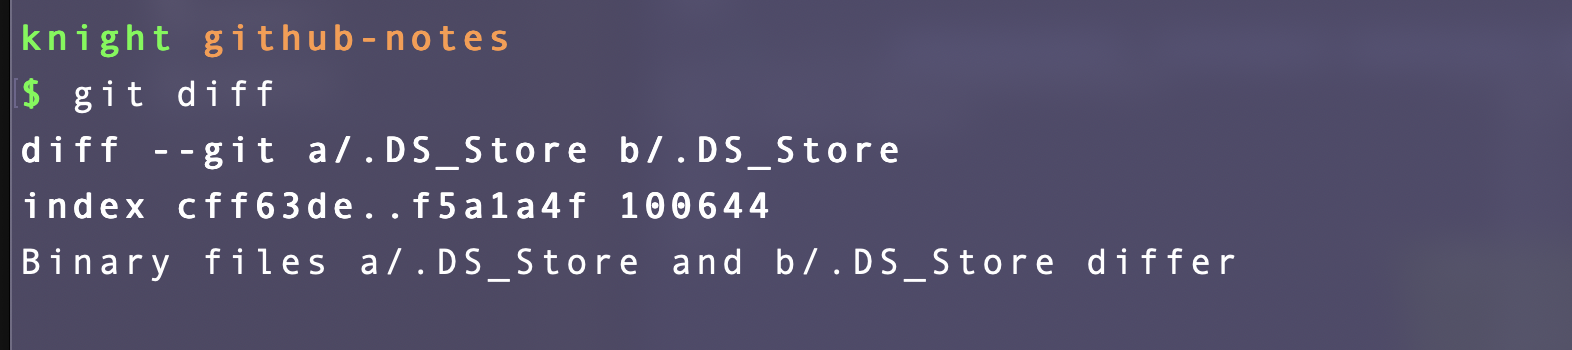 knight github-notes
$ git diff
diff --git a/.DS_Store b/.DS_Store
index cff63de..f5a1a4f 100644
Binary files a/.DS_Store and b/.DS_Store differ